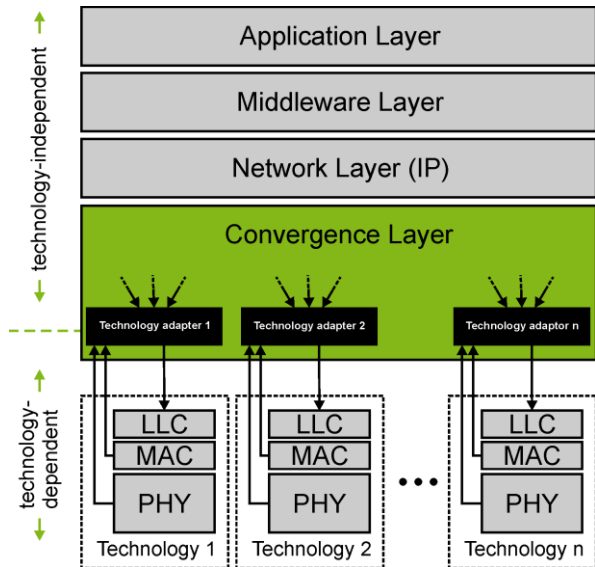 technology-independent
Application Layer
Middleware Layer
Network Layer (IP)
Convergence Layer
Technology adapter 1
Technology adapter 2
Technology adaptor n
technology-
dependent
LLC
MAC
PHY
Technology 1
LLC
MAC
PHY
Technology 2
LLC
MAC
PHY
Technology n